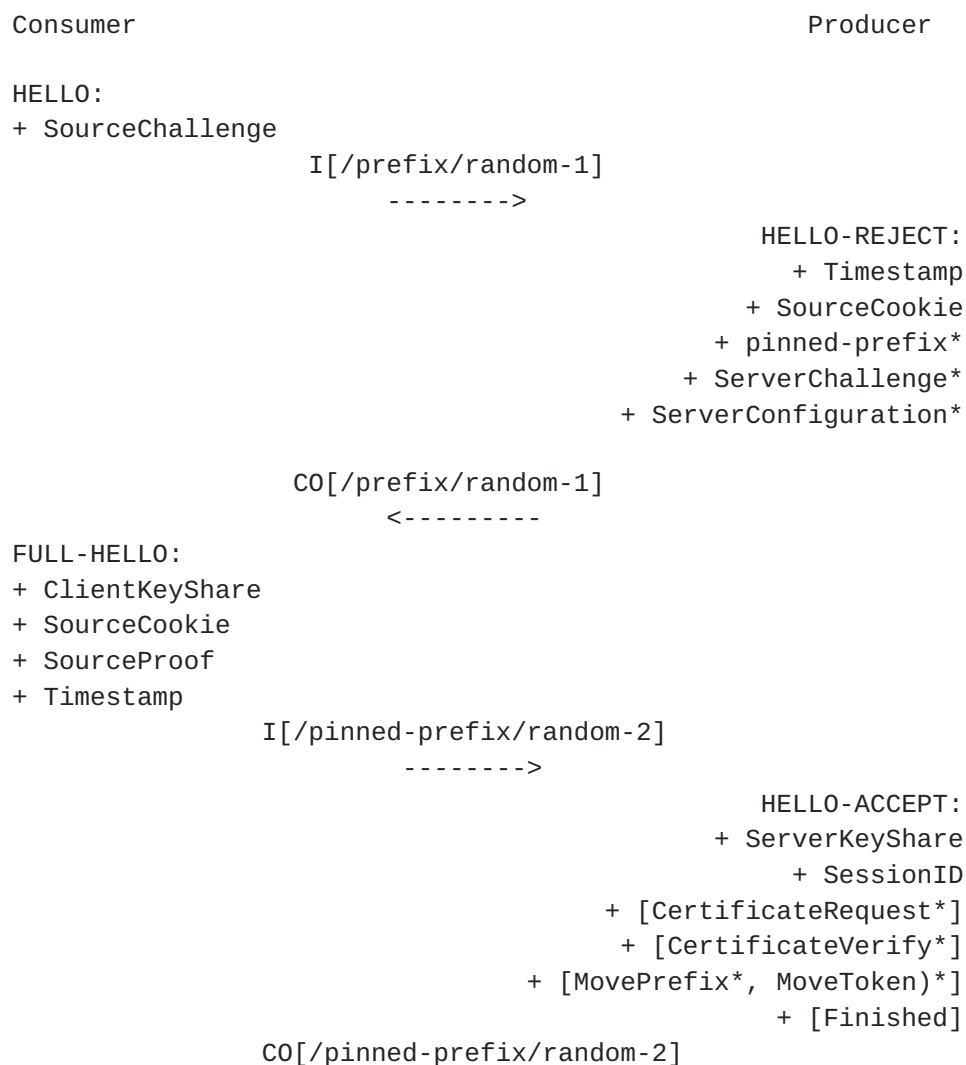 Consumer                                           Producer
HELLO:
+ SourceChallenge
I[/prefix/random-1]
-------->
HELLO-REJECT:
+ Timestamp
+ SourceCookie
+ pinned-prefix*
+ ServerChallenge*
+ ServerConfiguration*
CO[/prefix/random-1]
<---------
FULL-HELLO:
+ ClientKeyShare
+ SourceCookie
+ SourceProof
+ Timestamp
I[/pinned-prefix/random-2]
-------->
HELLO-ACCEPT:
+ ServerKeyShare
+ SessionID
+ [CertificateRequest*]
+ [CertificateVerify*]
+ [MovePrefix*, MoveToken)*]
+ [Finished]
CO[/pinned-prefix/random-2]